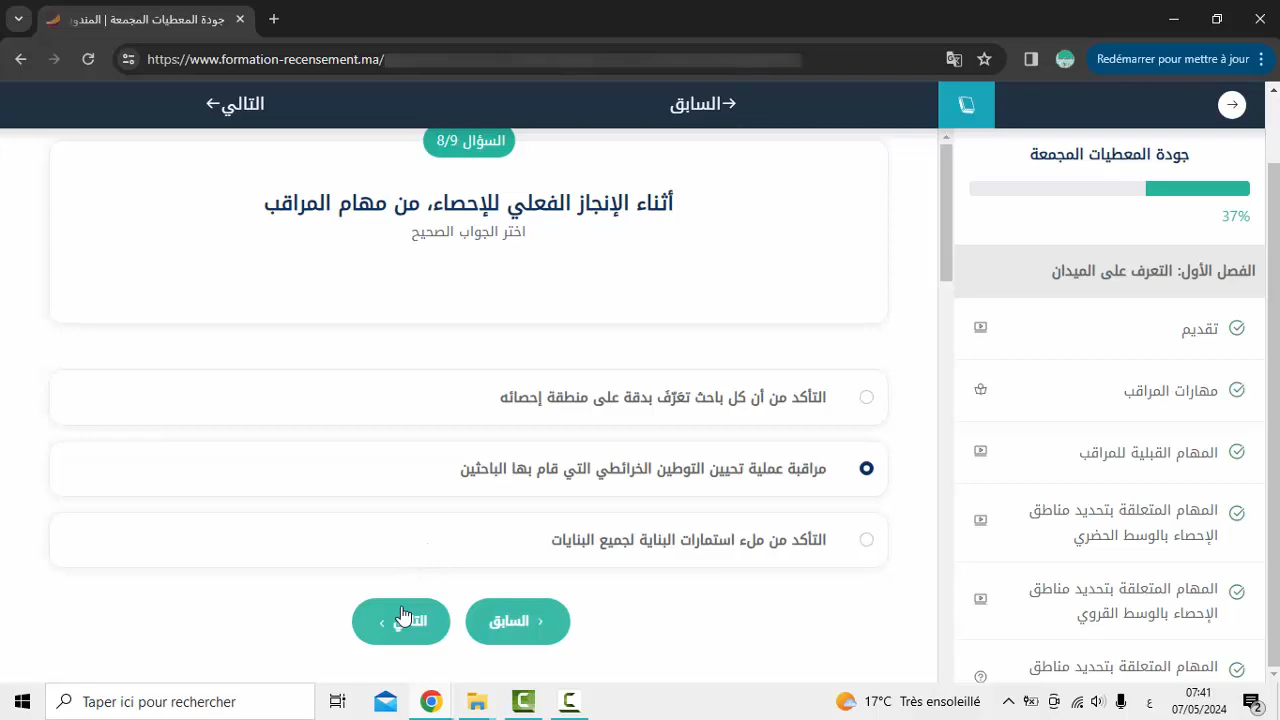 جودة المعطيات المجمعة | المندو
https://www.formation-recensement.ma/
Redémarrer pour mettre à jour
التالي←
→السابق
السؤال 8/9
أثناء الإنجاز الفعلي للإحصاء، من مهام المراقب
اختر الجواب الصحيح
التأكد من أن كل باحث تعَرّفَ بدقة على منطقة إحصائه
مراقبة عملية تحيين التوطين الخرائطي التي قام بها الباحثين
التأكد من ملء استمارات البناية لجميع البنايات
‹ السابق
التالي ›
جودة المعطيات المجمعة
37%
الفصل الأول: التعرف على الميدان
تقديم
مهارات المراقب
المهام القبلية للمراقب
المهام المتعلقة بتحديد مناطق
الإحصاء بالوسط الحضري
المهام المتعلقة بتحديد مناطق
الإحصاء بالوسط القروي
المهام المتعلقة بتحديد مناطق
Taper ici pour rechercher
17°C Très ensoleillé
ع
07:41
07/05/2024
2